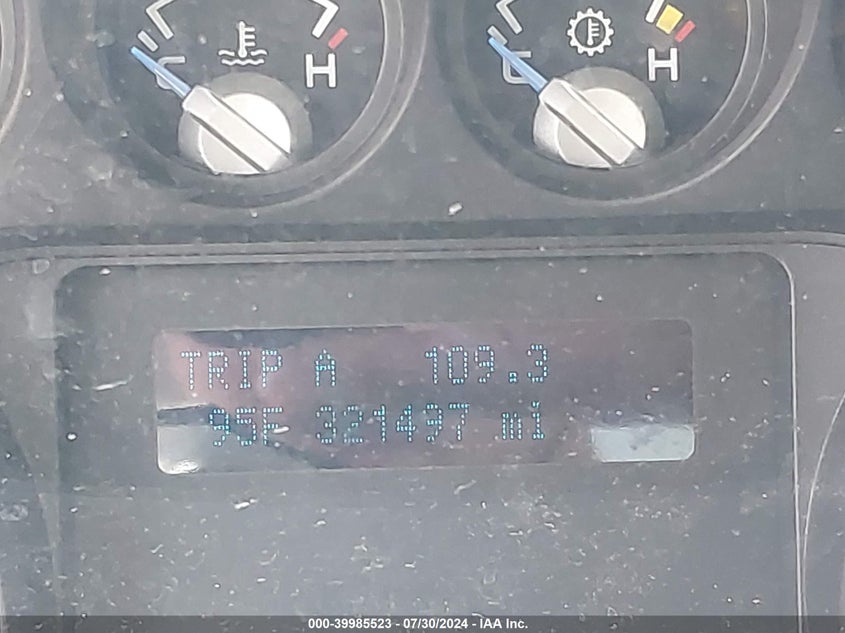 C H C H
TRIP A 109.3
95F 321497 mi
000-39985523 - 07/30/2024 - IAA Inc.